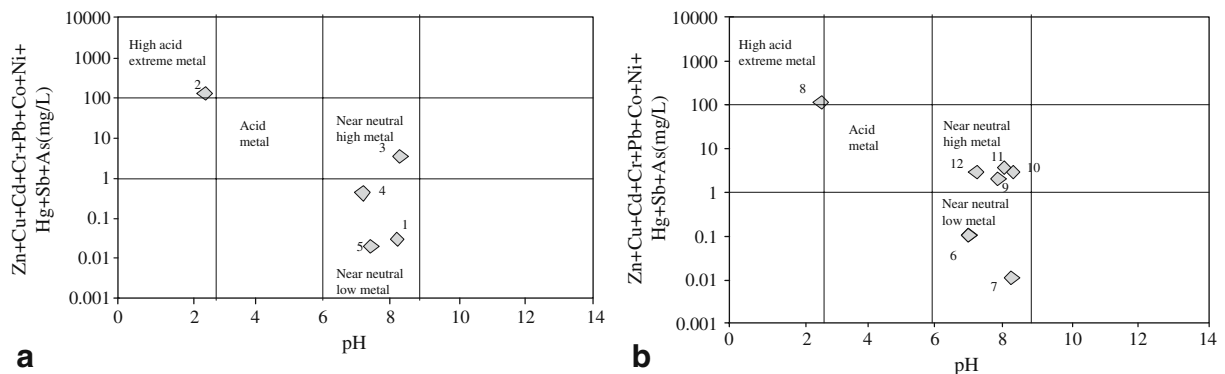 Zn+Cu+Cd+Cr+Pb+Co+Ni+
Hg+Sb+As(mg/L)
10000
1000
100
10
1
0.1
0.01
0.001
High acid
extreme metal
2
Acid
metal
Near neutral
high metal
3
4
1
5
Near neutral
low metal
0 2 4 6 8 10 12 14
pH
a
Zn+Cu+Cd+Cr+Pb+Co+Ni+
Hg+Sb+As(mg/L)
10000
1000
100
10
1
0.1
0.01
0.001
High acid
extreme metal
8
Acid
metal
Near neutral
high metal
11
12
10
9
Near neutral
low metal
6
7
0 2 4 6 8 10 12 14
pH
b